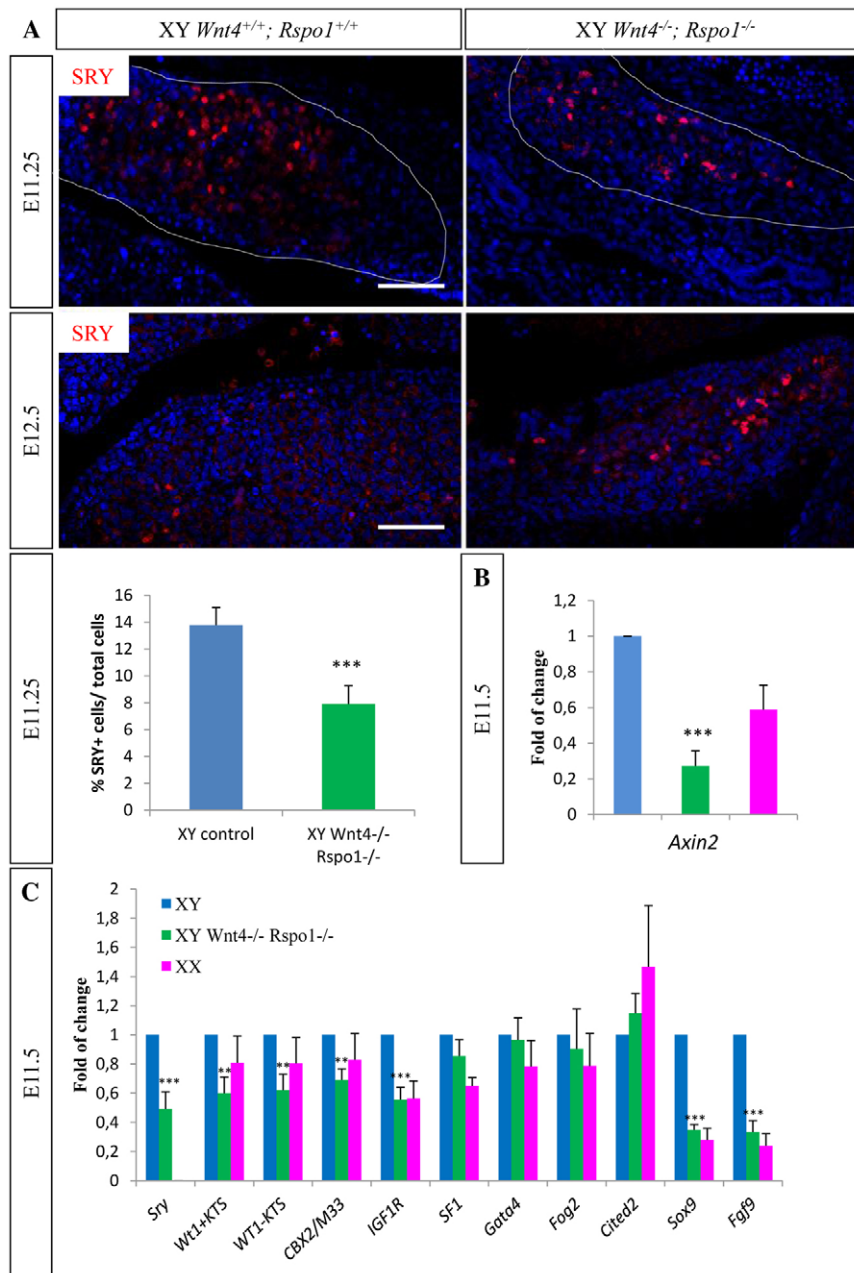 A
XY Wnt4+/+; Rspo1+/+
XY Wnt4-/-; Rspo1-/-
E11.25
SRY
E12.5
SRY
E11.25
% SRY+ cells/ total cells
16
14
12
10
8
6
4
2
0
***
XY control
XY Wnt4-/-
Rspo1-/-
B
E11.5
Fold of change
1,2
1
0,8
0,6
0,4
0,2
0
***
Axin2
C
E11.5
Fold of change
2
1,8
1,6
1,4
1,2
1
0,8
0,6
0,4
0,2
0
XY
XY Wnt4-/- Rspo1-/-
XX
***
**
**
**
***
***
***
Sry
Wt1+KTS
WT1-KTS
CBX2/M33
IGF1R
SF1
Gata4
Fog2
Cited2
Sox9
Fgf9